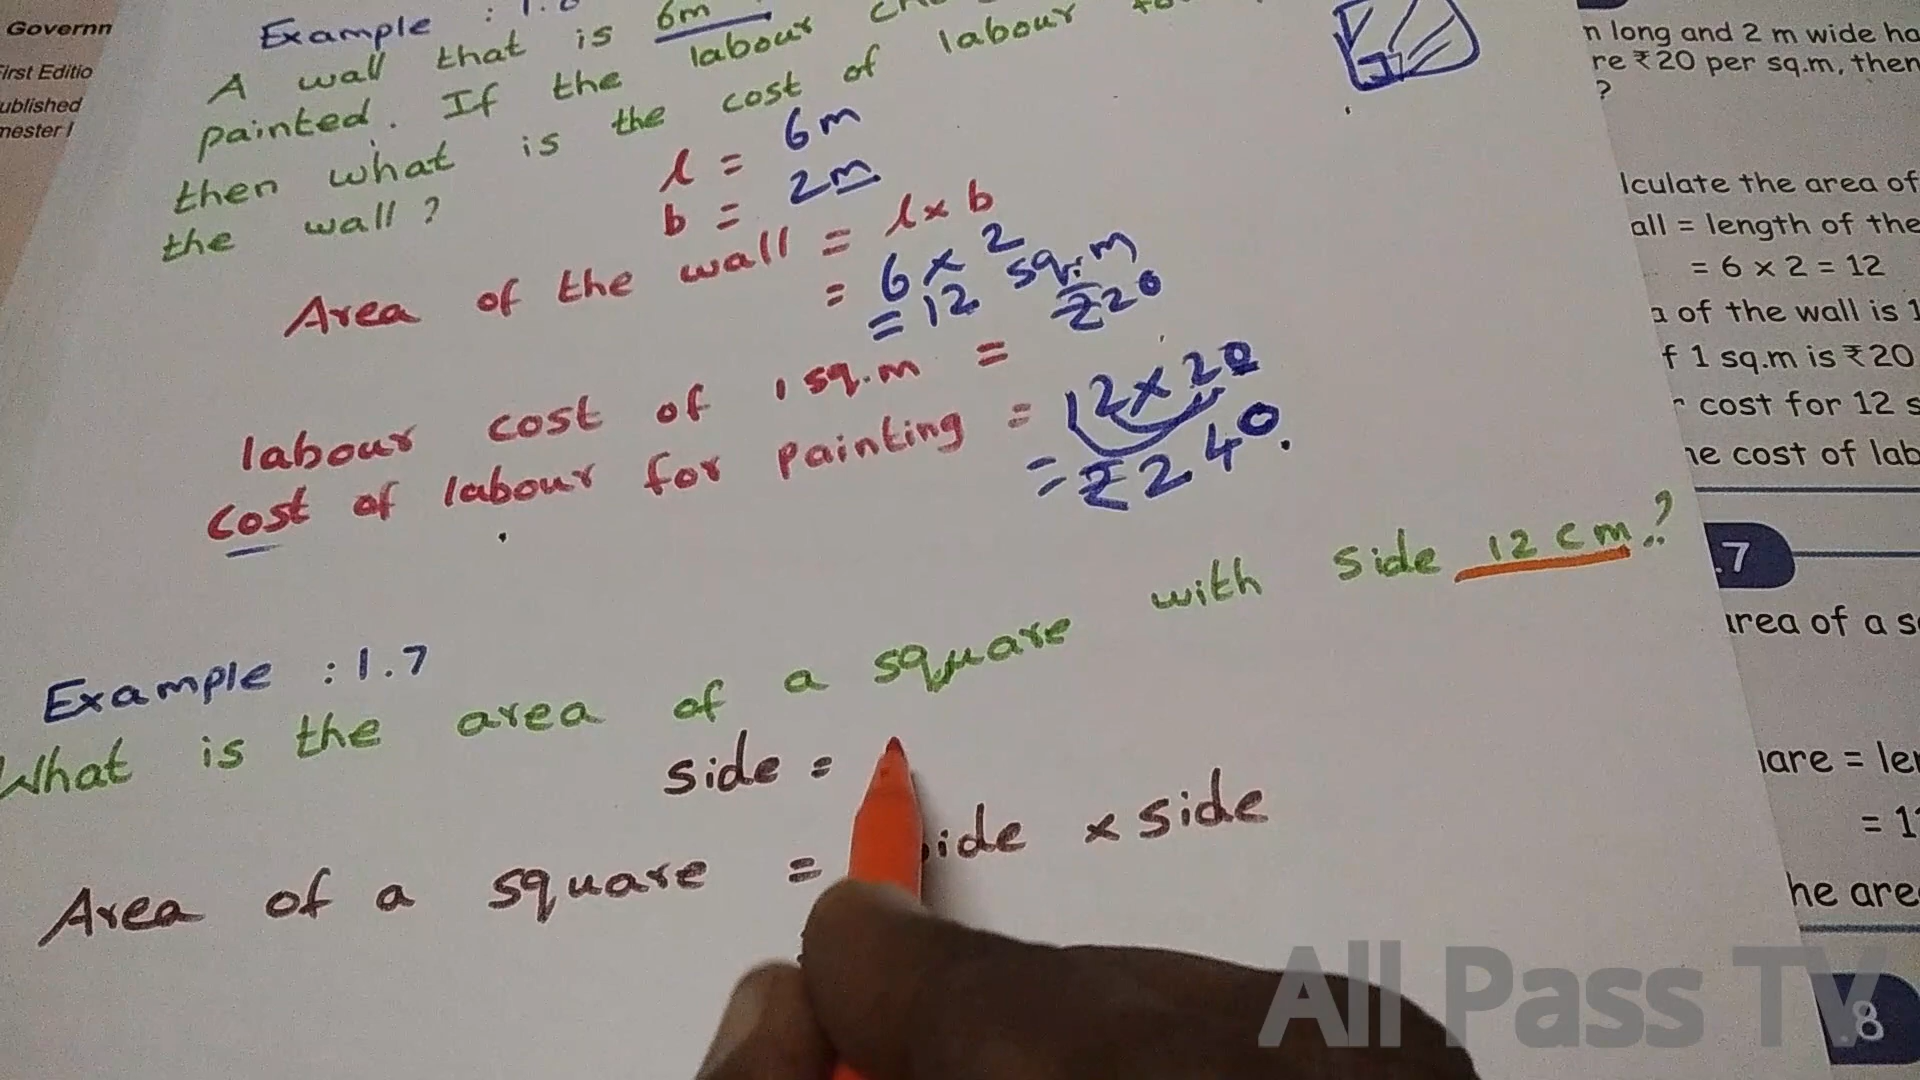 Governn
First Editio
ublished
mester I
Example :
A wall that is 6m
painted. If the labour
then what is the cost of labour
the wall?
l = 6m
b = 2m
Area of the wall = l x b
= 6 x 2
= 12 sq.m
labour cost of 1 sq.m = ₹20
cost of labour for painting = 12 x 20
= ₹240.
Example : 1.7
What is the area of a square with side 12 cm?
side =
Area of a square = side x side
n long and 2 m wide ha
re ₹20 per sq.m, then
?
lculate the area of
all = length of the
= 6 x 2 = 12
a of the wall is 1
f 1 sq.m is ₹20
r cost for 12 s
he cost of lab
.7
area of a s
are = le
= 1
he are
.8
All Pass TV